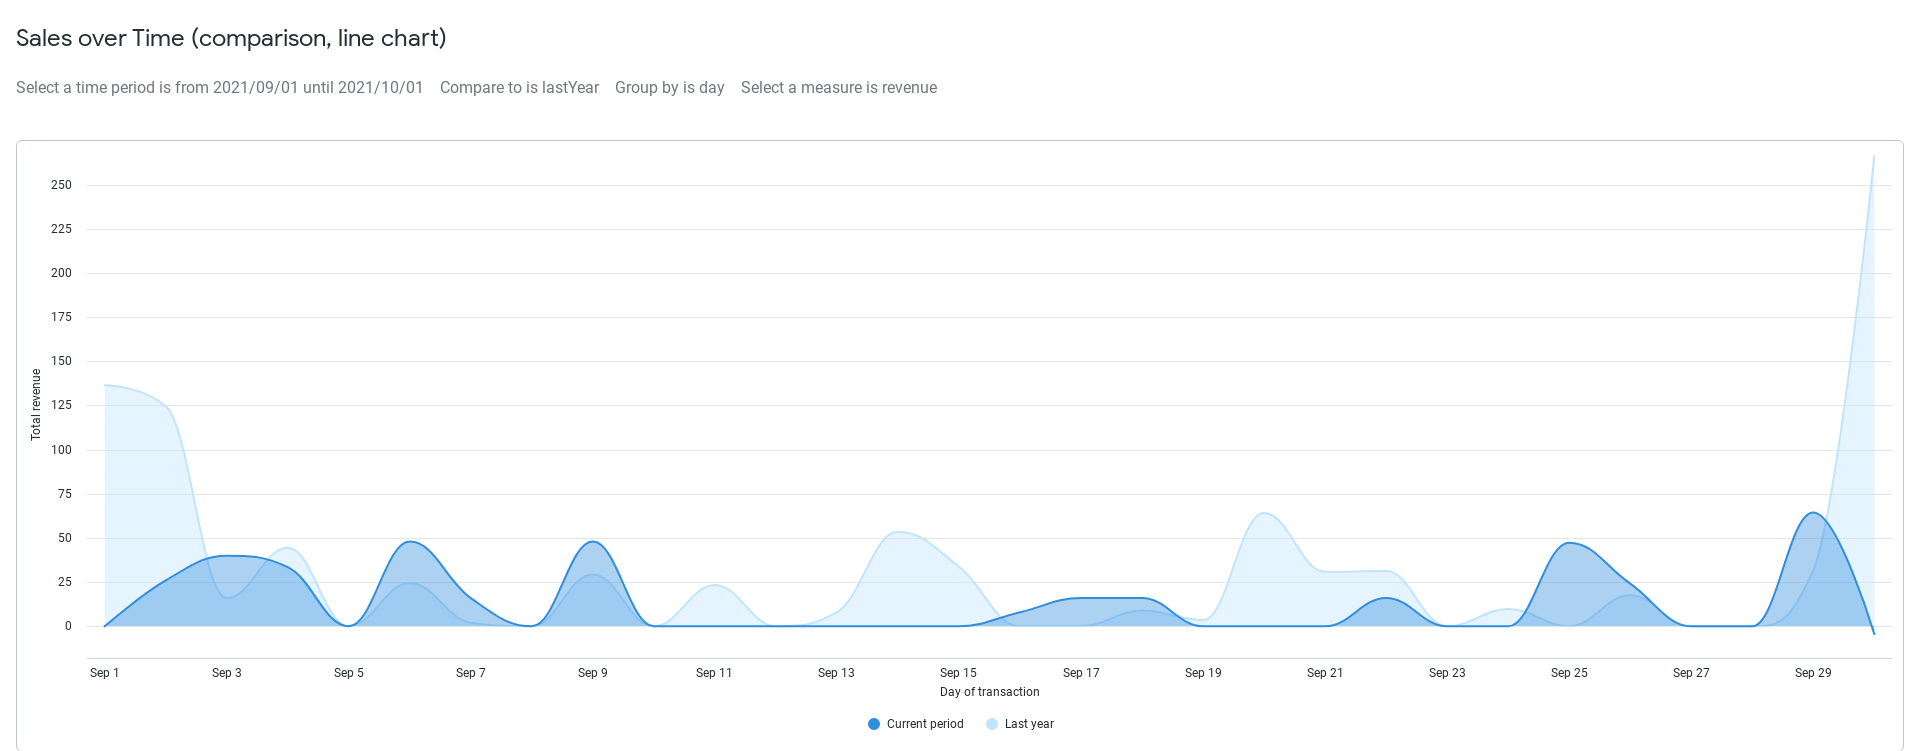 Sales over Time (comparison, line chart)
Select a time period is from 2021/09/01 until 2021/10/01 Compare to is lastYear Group by is day Select a measure is revenue
250
225
200
175
150
125
100
75
50
25
0
Total revenue
Sep 1 Sep 3 Sep 5 Sep 7 Sep 9 Sep 11 Sep 13 Sep 15 Sep 17 Sep 19 Sep 21 Sep 23 Sep 25 Sep 27 Sep 29
Day of transaction
Current period Last year